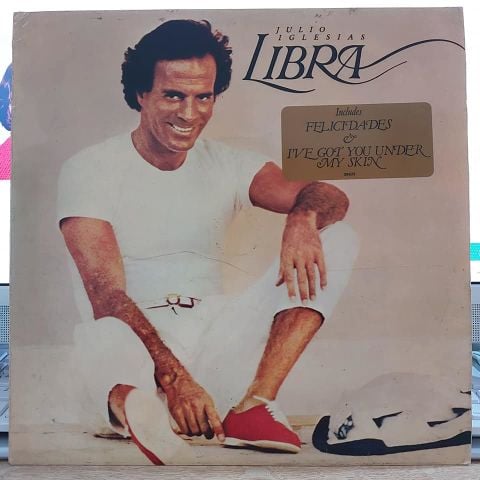 JULIO
IGLESIAS
LIBRA
Includes
FELICIDADES
&
I'VE GOT YOU UNDER
MY SKIN